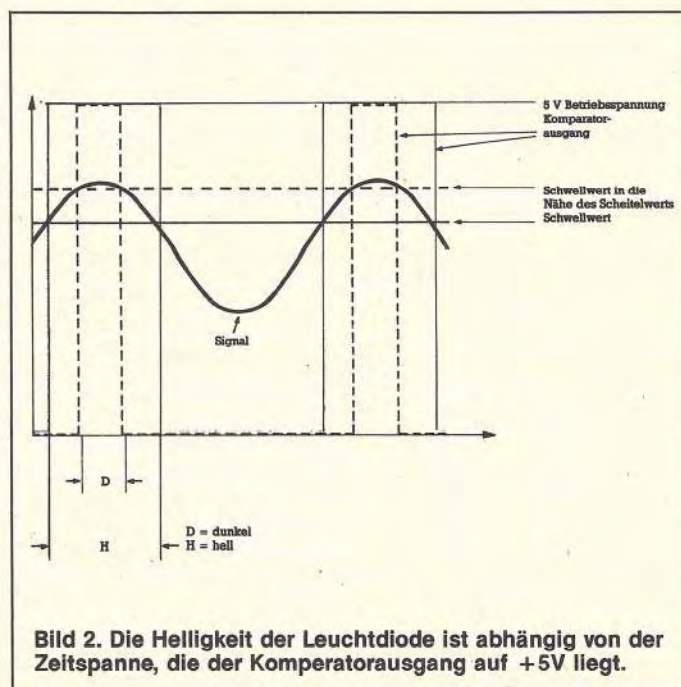 5 V Betriebsspannung
Komparator-
ausgang
Schwellwert in die
Nähe des Scheitelwerts
Schwellwert
Signal
D
H
D = dunkel
H = hell
Bild 2. Die Helligkeit der Leuchtdiode ist abhängig von der
Zeitspanne, die der Komperatorausgang auf +5V liegt.